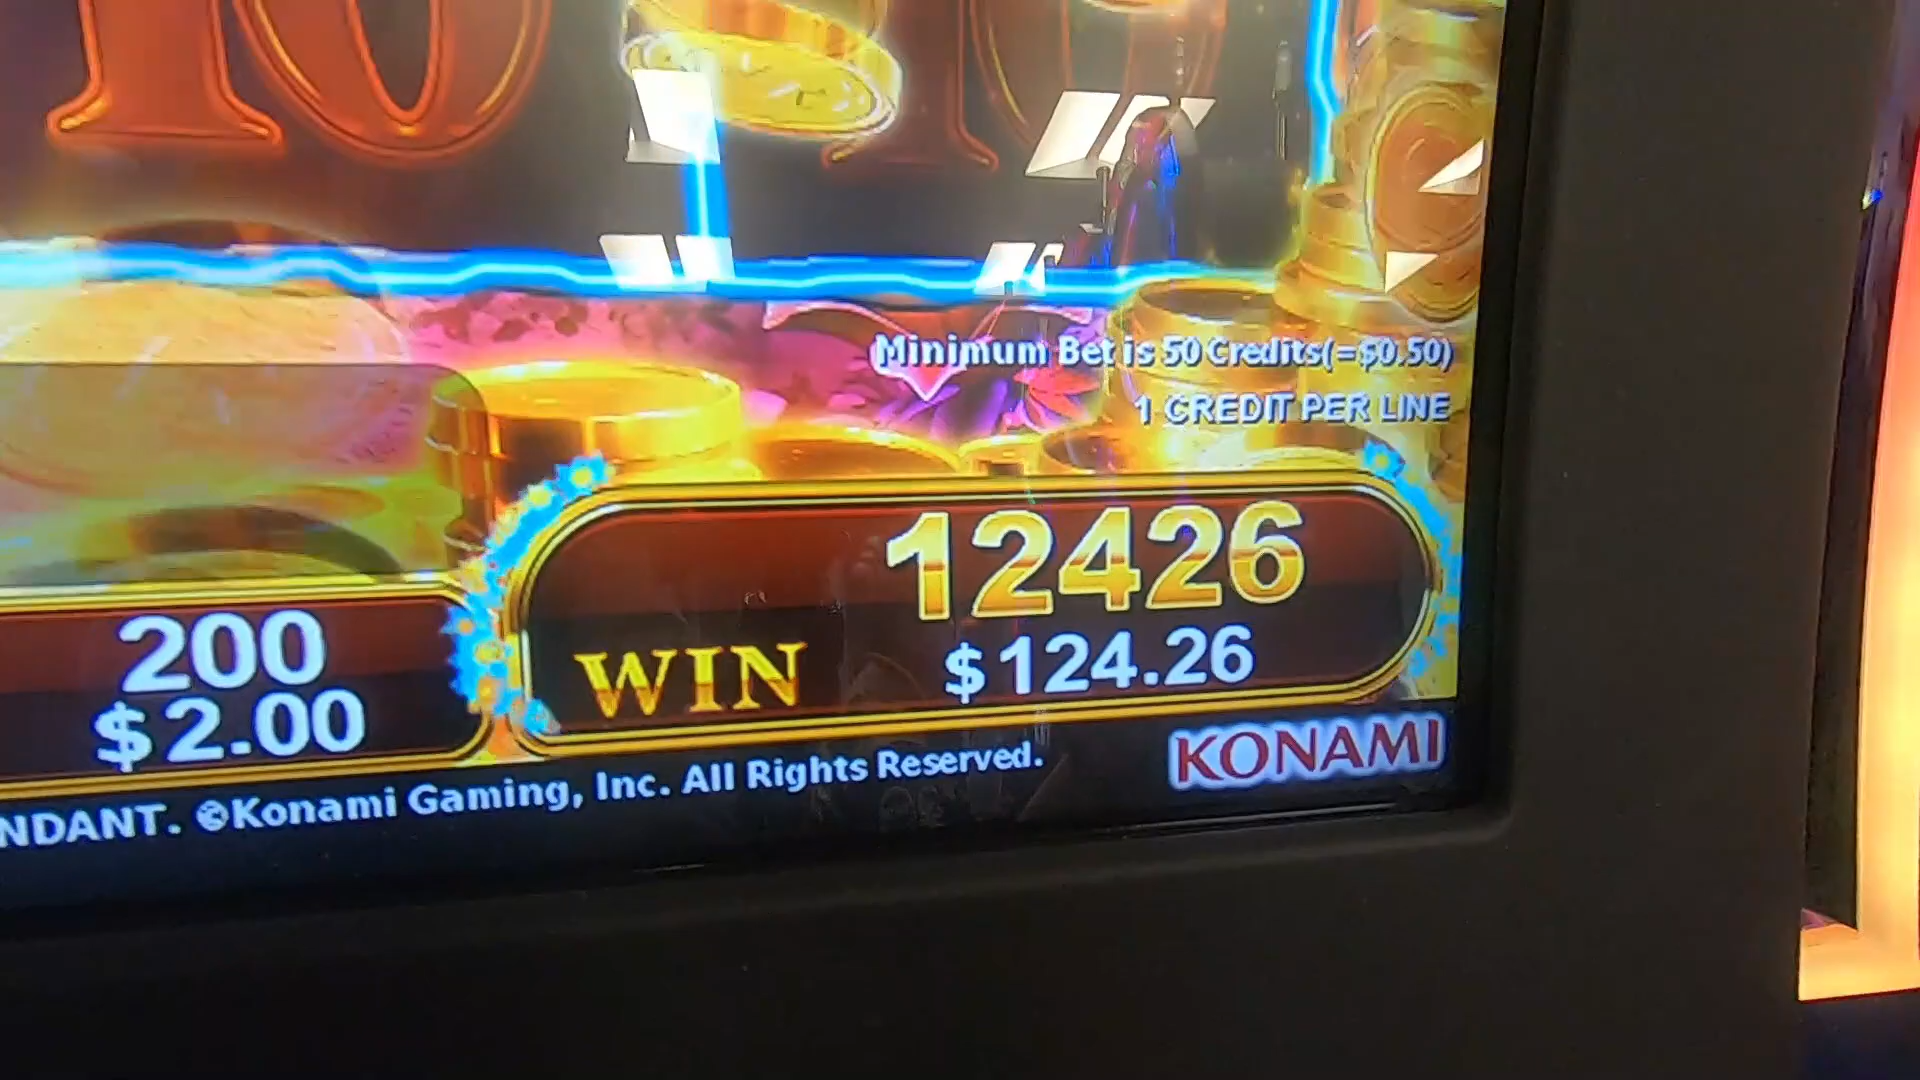 10
Minimum Bet is 50 Credits(=$0.50)
1 CREDIT PER LINE
12426
200
WIN $124.26
$2.00
KONAMI
NDANT. ©Konami Gaming, Inc. All Rights Reserved.